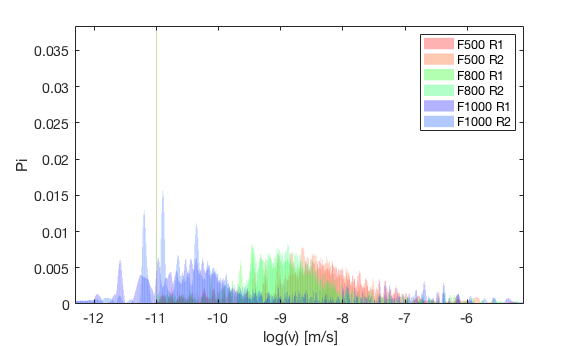 0.035
0.03
0.025
0.02
0.015
0.01
0.005
0
Pi
F500 R1
F500 R2
F800 R1
F800 R2
F1000 R1
F1000 R2
-12 -11 -10 -9 -8 -7 -6
log(v) [m/s]